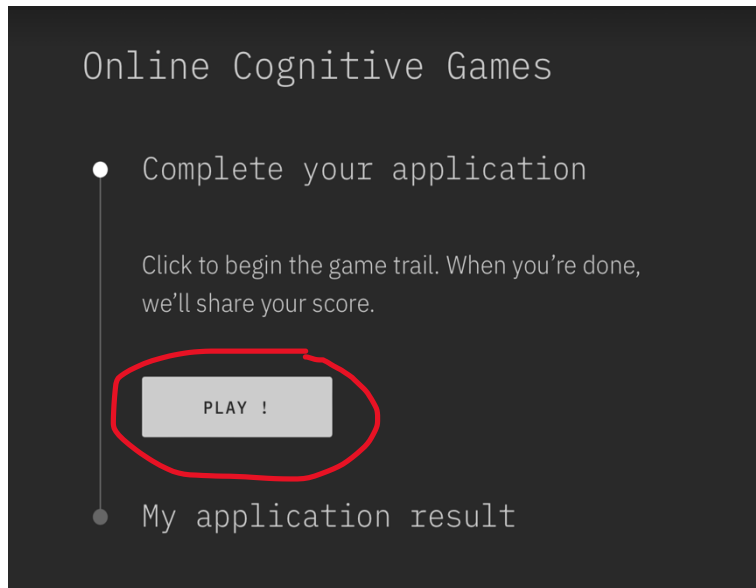 Online Cognitive Games
Complete your application
Click to begin the game trail. When you’re done,
we’ll share your score.
PLAY !
My application result